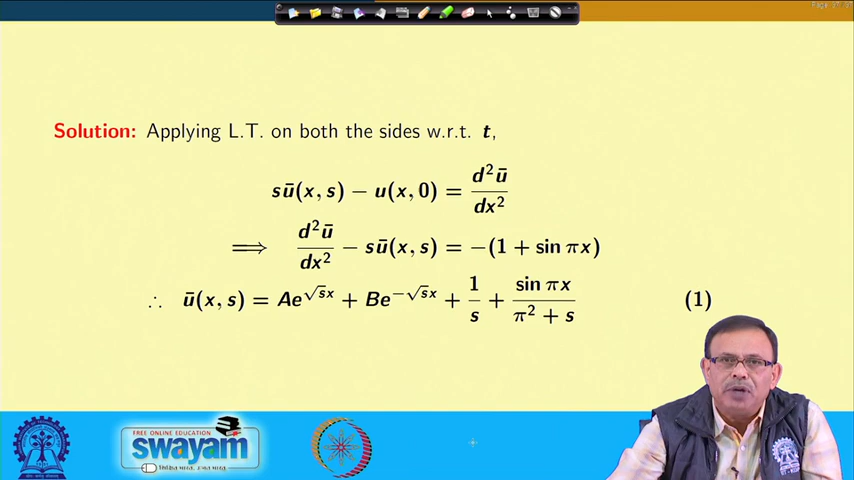 Solution: Applying L.T. on both the sides w.r.t. t,
sū(x, s) − u(x, 0) = d²ū/dx²
⟹ d²ū/dx² − sū(x, s) = −(1 + sin πx)
∴ ū(x, s) = Ae^{√s x} + Be^{−√s x} + 1/s + sin πx/(π² + s) (1)
FREE ONLINE EDUCATION
swayam